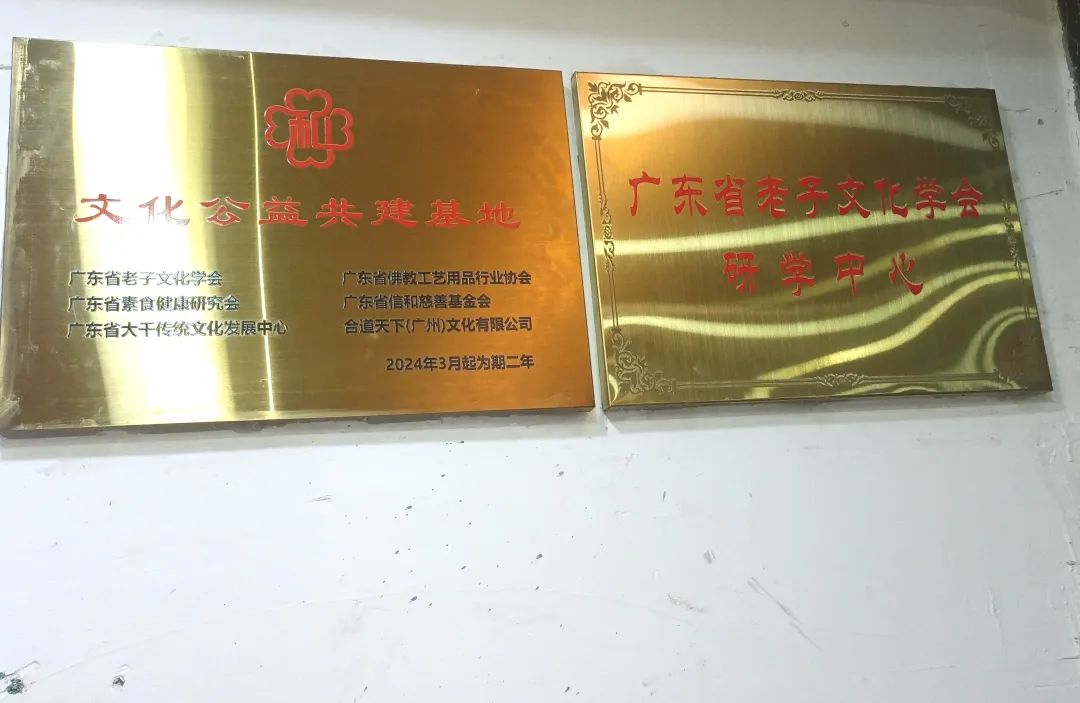 和
文化公益共建基地
广东省老子文化学会
广东省素食健康研究会
广东省大干传统文化发展中心
广东省佛教工艺用品行业协会
广东省信和慈善基金会
合道天下(广州)文化有限公司
2024年3月起为期二年
广东省老子文化学会
研学中心